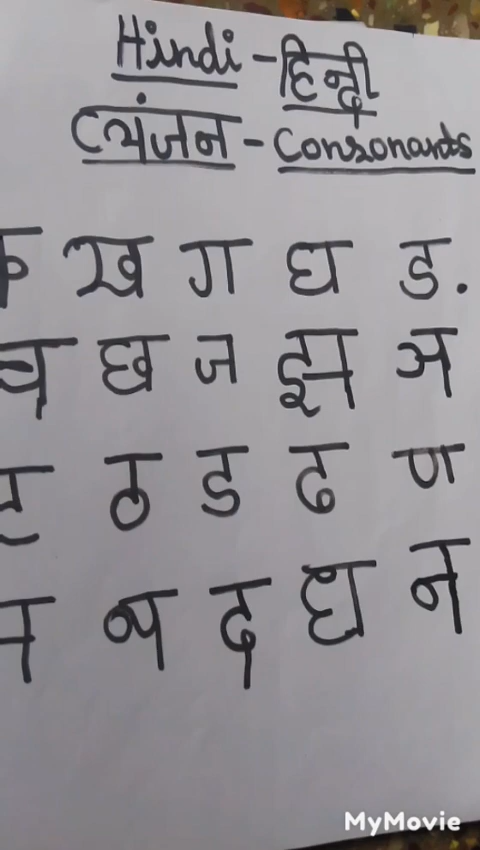 Hindi - हिन्दी
व्यंजन - Consonants
क ख ग घ ङ
च छ ज झ ञ
ट ठ ड ढ ण
त थ द ध न
MyMovie